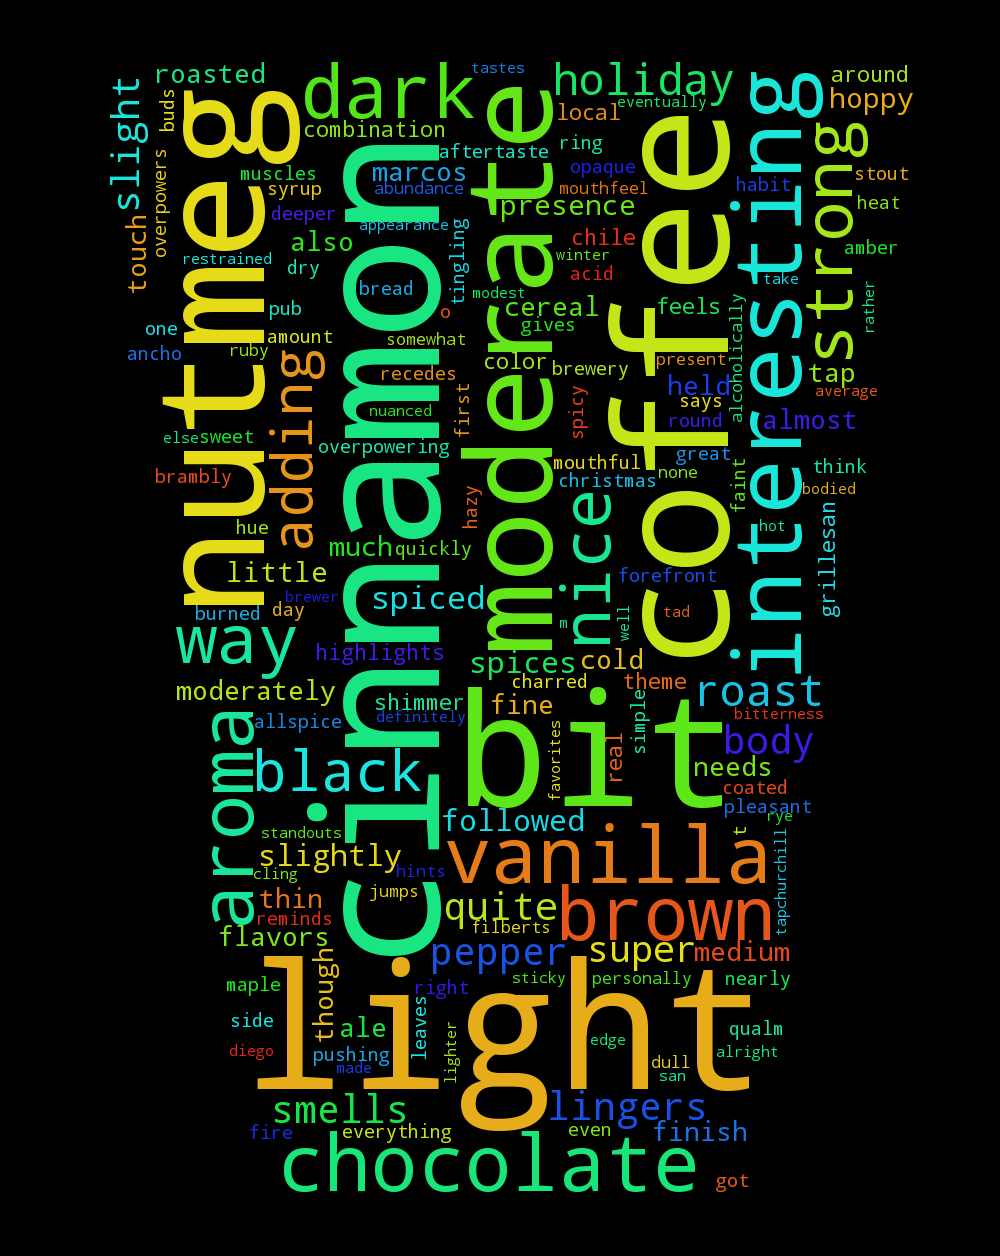 tastes
dark
holiday
around
roasted
slight
buds
nutmeg
combination
eventually
local
hoppy
interesting
moderate
coffee
strong
cinnamon
ring
aftertaste
overpowers
muscles
marcos
opaque
stout
syrup
abundance
mouthfeel
habit
heat
deeper
presence
touch
appearance
also
chile
amber
tingling
restrained
winter
dry
acid
take
bread
modest
rather
pub
o
cereal
feels
one
gives
alcoholically
amount
somewhat
ancho
ruby
color
brewery
present
adding
recedes
tap
held
average
says
first
nuanced
spicy
round
almost
else
sweet
overpowering
great
brambly
mouthful
none
think
christmas
faint
bodied
hazy
nice
hue
hot
much
quickly
grillesan
little
forefront
brewer
spiced
burned
day
tad
m
well
way
highlights
spices
cold
charred
theme
moderately
shimmer
fine
roast
allspice
definitely
simple
bitterness
bit
aroma
body
black
favorites
real
needs
coated
pleasant
followed
rye
standouts
t
vanilla
slightly
cling
hints
tapchurchill
jumps
thin
quite
brown
reminds
filberts
flavors
pepper
super
medium
though
light
maple
right
sticky
personally
nearly
side
ale
leaves
lighter
qualm
diego
pushing
edge
alright
made
dull
san
smells
lingers
fire
everything
even
finish
chocolate
got